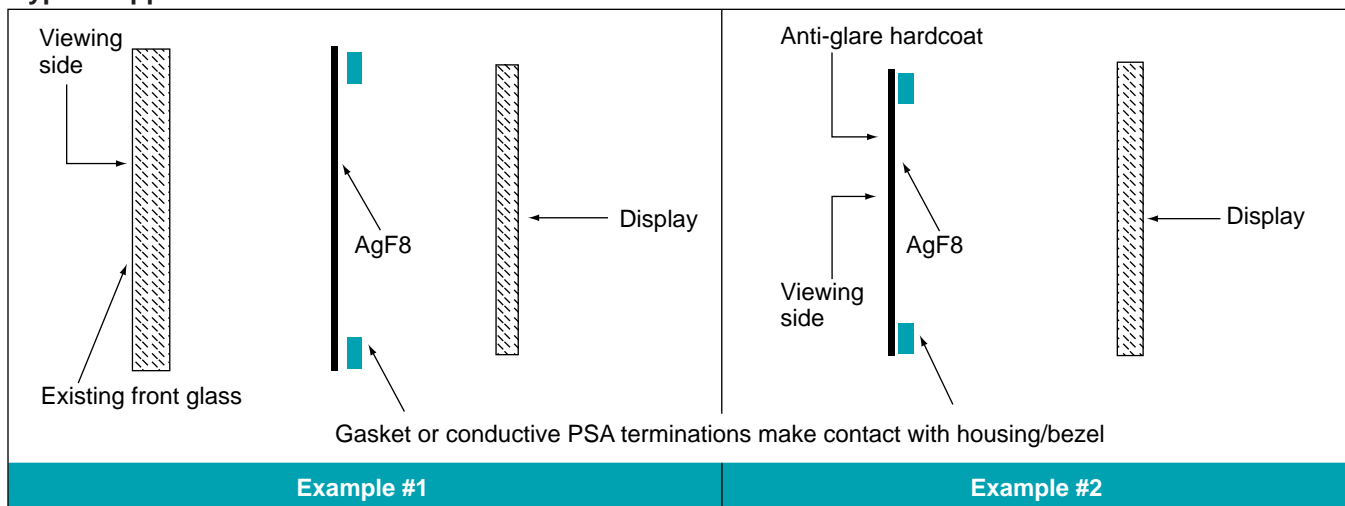 Viewing
side
AgF8
Display
Existing front glass
Anti-glare hardcoat
AgF8
Viewing
side
Display
Gasket or conductive PSA terminations make contact with housing/bezel
Example #1
Example #2